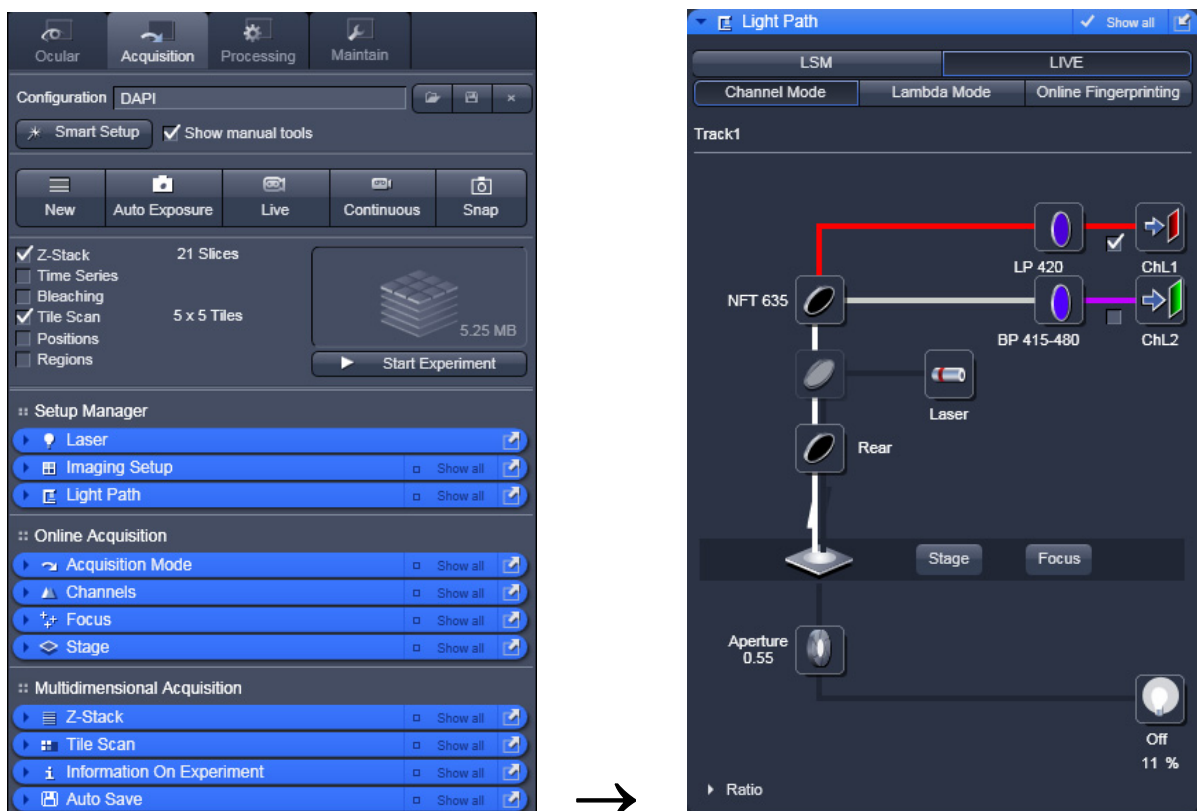 Ocular Acquisition Processing Maintain
Configuration DAPI
Smart Setup Show manual tools
New Auto Exposure Live Continuous Snap
Z-Stack 21 Slices
Time Series
Bleaching
Tile Scan 5 x 5 Tiles
Positions
Regions
5.25 MB
Start Experiment
Setup Manager
Laser
Imaging Setup Show all
Light Path Show all
Online Acquisition
Acquisition Mode Show all
Channels Show all
Focus Show all
Stage Show all
Multidimensional Acquisition
Z-Stack Show all
Tile Scan Show all
Information On Experiment Show all
Auto Save Show all
Light Path Show all
LSM LIVE
Channel Mode Lambda Mode Online Fingerprinting
Track1
LP 420 ChL1
NFT 635
BP 415-480 ChL2
Laser
Rear
Stage Focus
Aperture
0.55
Off
11 %
Ratio